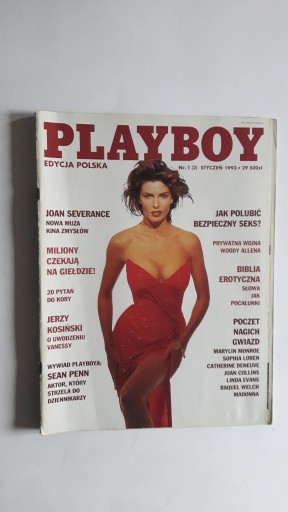 PLAYBOY
EDYCJA POLSKA
Nr. 1 (2) STYCZEŃ 1993 • 29 500zł
JOAN SEVERANCE
NOWA MUZA
KINA ZMYSŁÓW
MILIONY
CZEKAJĄ
NA GIEŁDZIE!
20 PYTAŃ
DO KORY
JERZY
KOSIŃSKI
O UWODZENIU
VANESSY
WYWIAD PLAYBOYA:
SEAN PENN
AKTOR, KTÓRY
STRZELA DO
DZIENNIKARZY
JAK POLUBIĆ
BEZPIECZNY SEKS?
PRYWATNA WOJNA
WOODY ALLENA
BIBLIA
EROTYCZNA
SŁOWA
JAK
POCAŁUNKI
POCZET
NAGICH
GWIAZD
MARYLIN MONROE
SOPHIA LOREN
CATHERINE DENEUVE
JOAN COLLINS
LINDA EVANS
RAQUEL WELCH
MADONNA